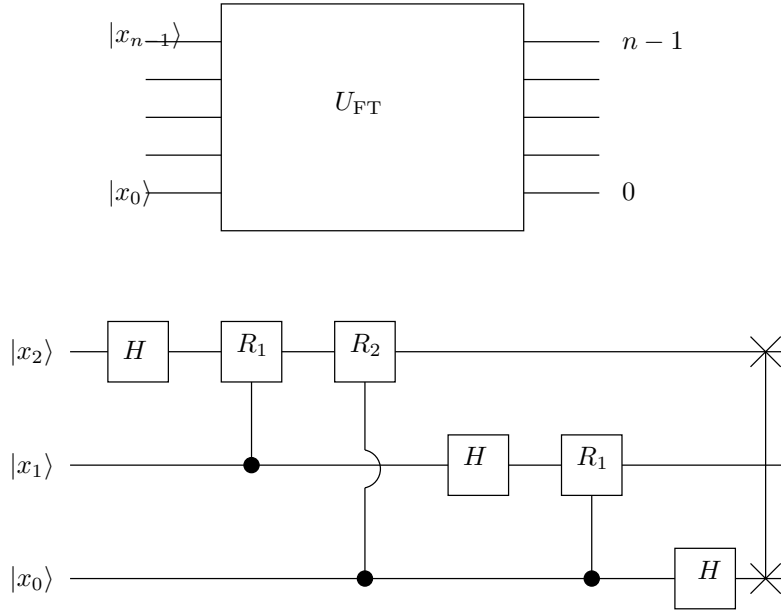 |x_{n−1}⟩ n − 1
U_FT
|x_0⟩ 0
|x_2⟩ H R_1 R_2
|x_1⟩ H R_1
|x_0⟩ H